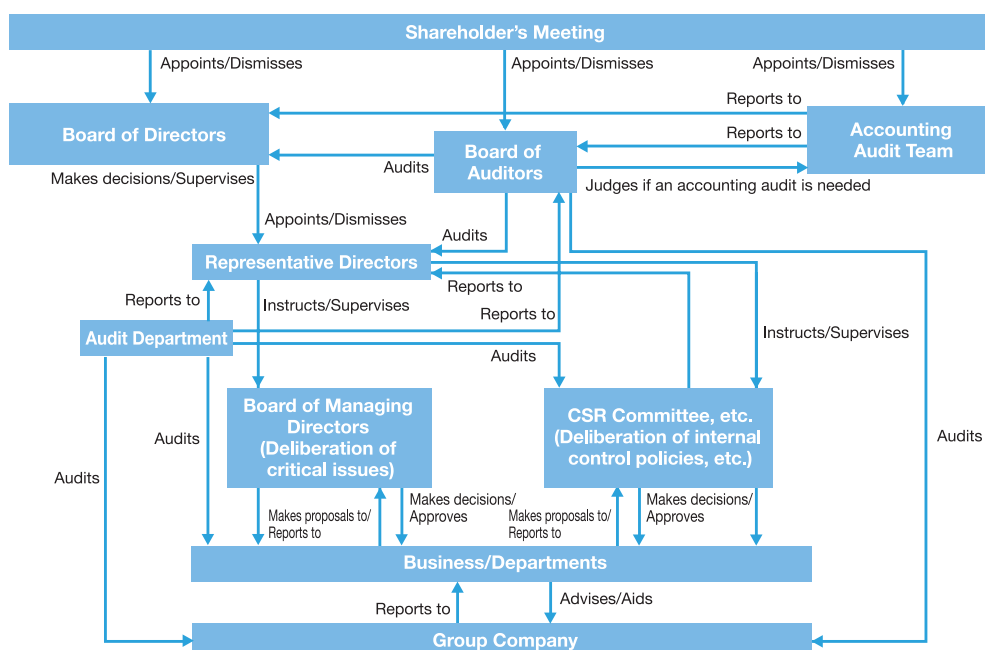 Shareholder's Meeting
Appoints/Dismisses
Appoints/Dismisses
Appoints/Dismisses
Reports to
Board of Directors
Board of
Auditors
Accounting
Audit Team
Reports to
Audits
Makes decisions/Supervises
Judges if an accounting audit is needed
Appoints/Dismisses
Audits
Representative Directors
Reports to
Reports to
Instructs/Supervises
Reports to
Audit Department
Instructs/Supervises
Audits
Board of Managing
Directors
(Deliberation of
critical issues)
CSR Committee, etc.
(Deliberation of internal
control policies, etc.)
Audits
Audits
Audits
Makes proposals to/
Reports to
Makes decisions/
Approves
Makes proposals to/
Reports to
Makes decisions/
Approves
Business/Departments
Reports to
Advises/Aids
Group Company